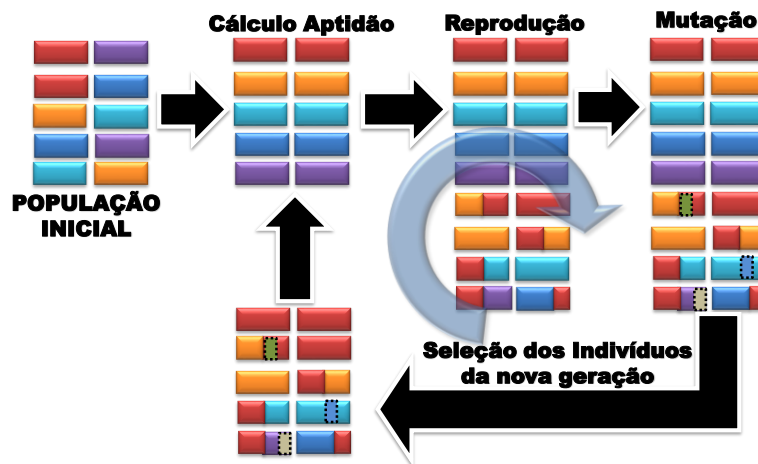 Cálculo Aptidão
Reprodução
Mutação
POPULAÇÃO
INICIAL
Seleção dos Indivíduos
da nova geração